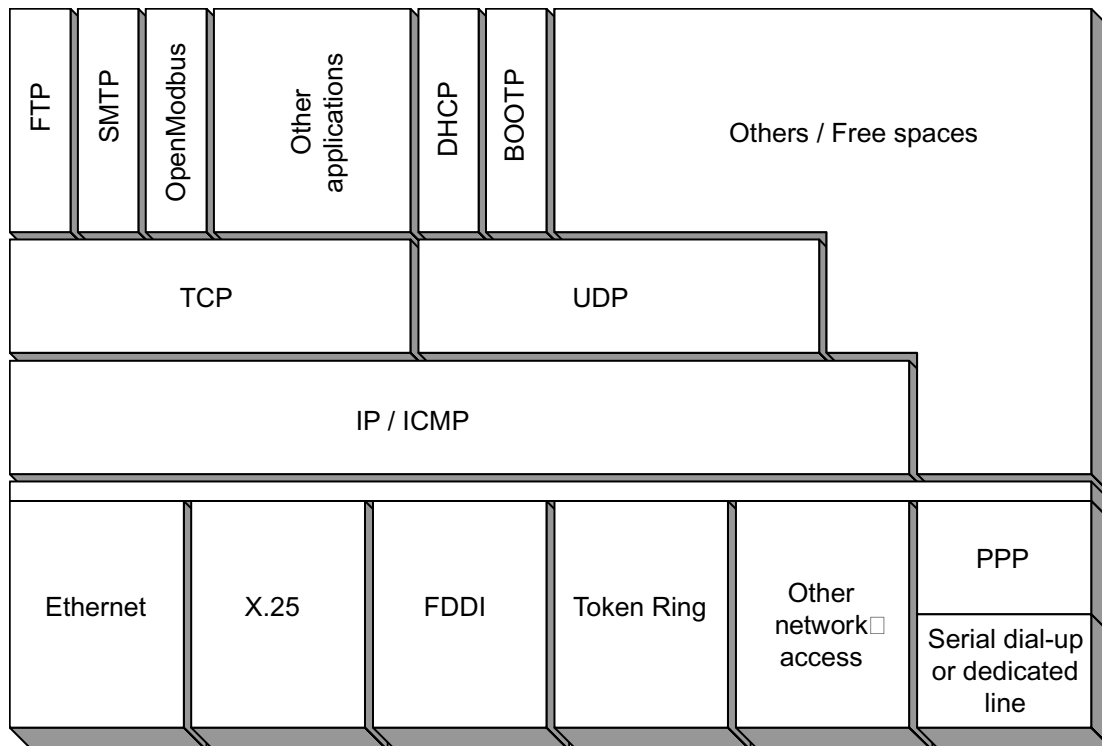 FTP
SMTP
OpenModbus
Other
applications
DHCP
BOOTP
Others / Free spaces
TCP
UDP
IP / ICMP
Ethernet
X.25
FDDI
Token Ring
Other
network□
access
PPP
Serial dial-up
or dedicated
line